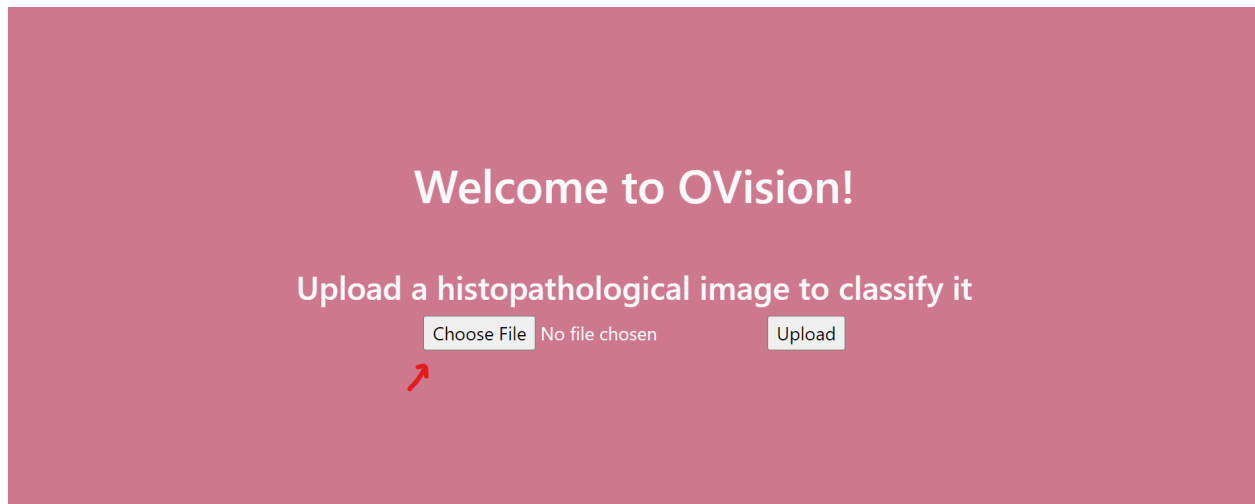 Welcome to OVision!
Upload a histopathological image to classify it
Choose File No file chosen Upload